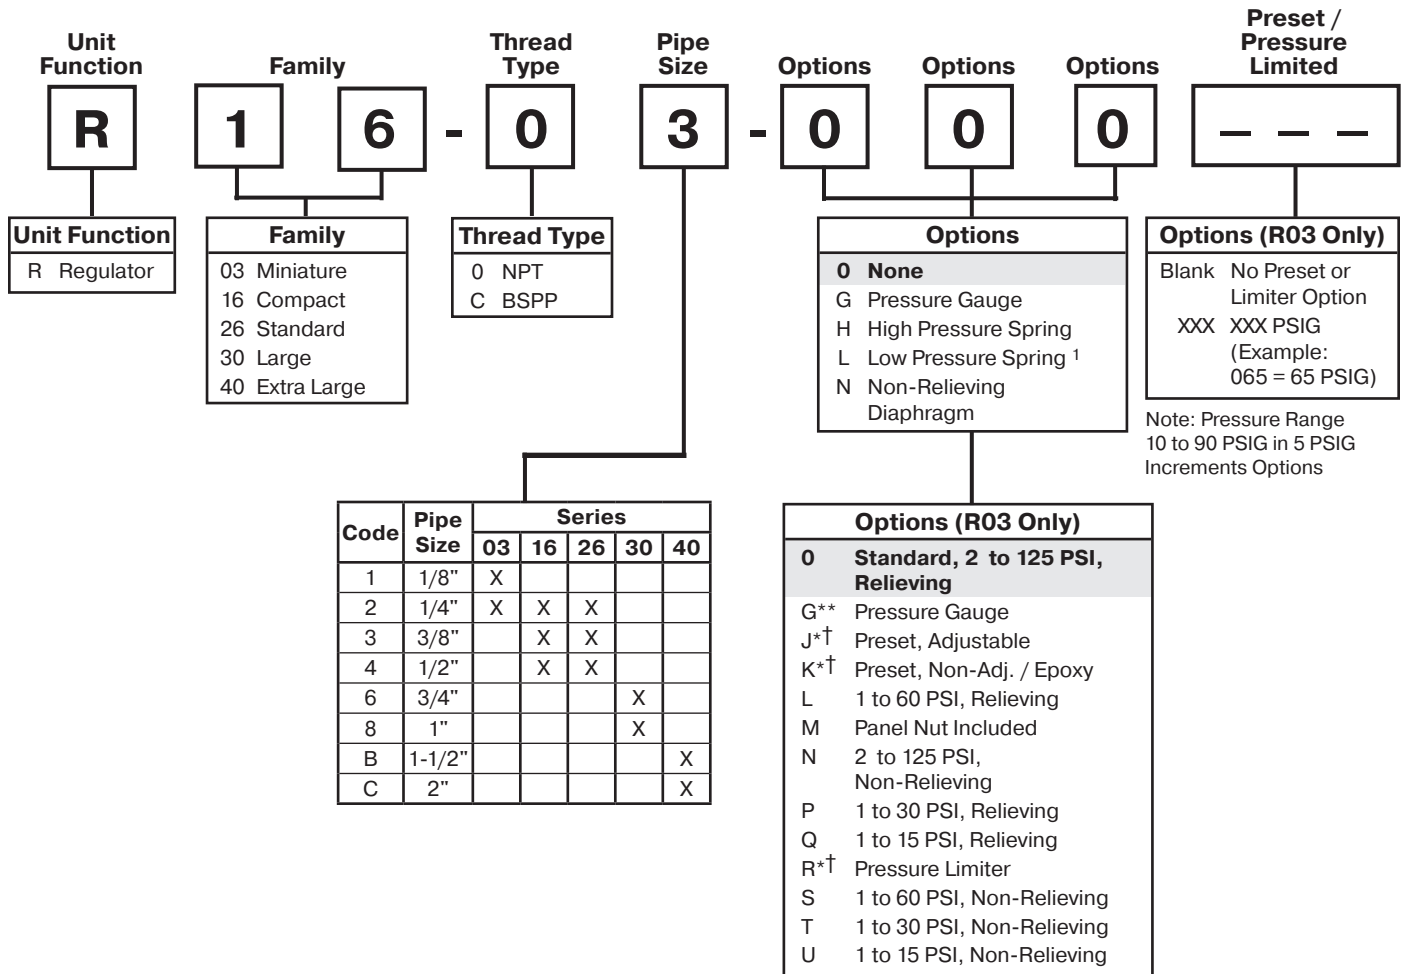 Unit Function
Family
Thread Type
Pipe Size
Options
Options
Options
Preset / Pressure Limited
R 1 6 - 0 3 - 0 0 0 _ _ _
Unit Function
R Regulator
Family
03 Miniature
16 Compact
26 Standard
30 Large
40 Extra Large
Thread Type
0 NPT
C BSPP
Options
0 None
G Pressure Gauge
H High Pressure Spring
L Low Pressure Spring 1
N Non-Relieving
Diaphragm
Options (R03 Only)
Blank No Preset or
Limiter Option
XXX XXX PSIG
(Example:
065 = 65 PSIG)
Note: Pressure Range
10 to 90 PSIG in 5 PSIG
Increments Options
Code Pipe Size Series
03 16 26 30 40
1 1/8" X
2 1/4" X X X
3 3/8" X X
4 1/2" X X
6 3/4" X
8 1" X
B 1-1/2" X
C 2" X
Options (R03 Only)
0 Standard, 2 to 125 PSI,
Relieving
G** Pressure Gauge
J*† Preset, Adjustable
K*† Preset, Non-Adj. / Epoxy
L 1 to 60 PSI, Relieving
M Panel Nut Included
N 2 to 125 PSI,
Non-Relieving
P 1 to 30 PSI, Relieving
Q 1 to 15 PSI, Relieving
R*† Pressure Limiter
S 1 to 60 PSI, Non-Relieving
T 1 to 30 PSI, Non-Relieving
U 1 to 15 PSI, Non-Relieving